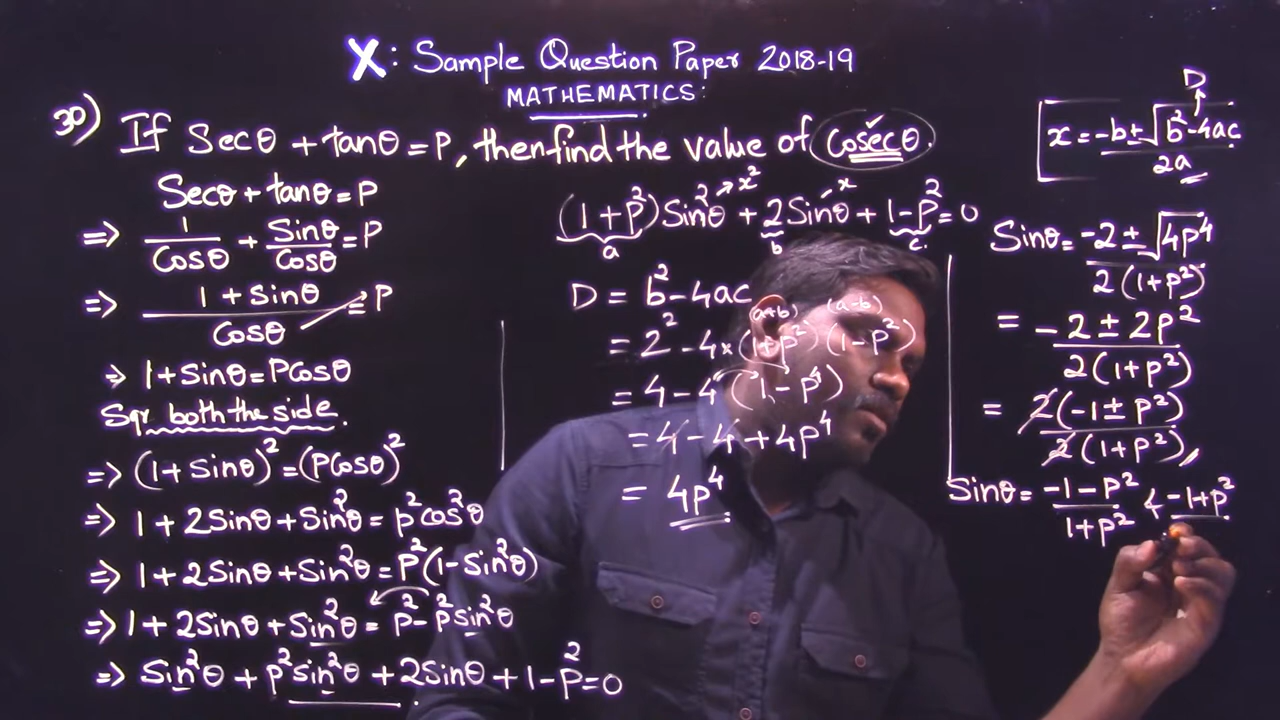 X: Sample Question Paper 2018-19
MATHEMATICS:
30) If Secθ + tanθ = P, then find the value of Cosecθ.
Secθ + tanθ = P
⇒ 1/Cosθ + Sinθ/Cosθ = P
⇒ (1 + Sinθ)/Cosθ = P
⇒ 1 + Sinθ = PCosθ
Sqr both the side.
⇒ (1 + Sinθ)² = (PCosθ)²
⇒ 1 + 2Sinθ + Sin²θ = P²Cos²θ
⇒ 1 + 2Sinθ + Sin²θ = P²(1 - Sin²θ)
⇒ 1 + 2Sinθ + Sin²θ = P² - P²Sin²θ
⇒ Sin²θ + P²Sin²θ + 2Sinθ + 1 - P² = 0
x² x
(1 + P²)Sin²θ + 2Sinθ + 1 - P² = 0
a b c.
D = b² - 4ac
(a+b) (a-b)
= 2² - 4 × (1 + P²) (1 - P²)
= 4 - 4 (1 - P⁴)
= 4 - 4 + 4P⁴
= 4P⁴
D
x = (-b ± √(b² - 4ac))/2a
Sinθ = (-2 ± √(4P⁴))/(2(1 + P²))
= (-2 ± 2P²)/(2(1 + P²))
= 2(-1 ± P²)/(2(1 + P²)),
Sinθ = (-1 - P²)/(1 + P²) & -1 + P²